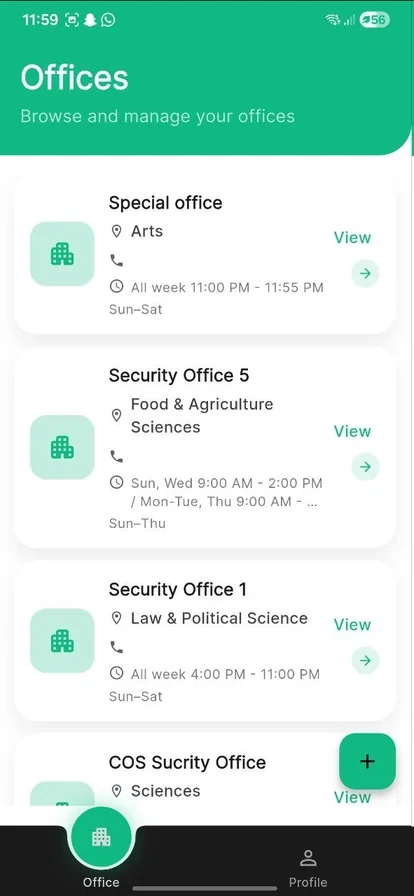 11:59
56
Offices
Browse and manage your offices
Special office
Arts
View
All week 11:00 PM - 11:55 PM
Sun–Sat
Security Office 5
Food & Agriculture
Sciences
View
Sun, Wed 9:00 AM - 2:00 PM
/ Mon-Tue, Thu 9:00 AM - ...
Sun–Thu
Security Office 1
Law & Political Science
View
All week 4:00 PM - 11:00 PM
Sun–Sat
COS Sucrity Office
+
Sciences
View
Office
Profile